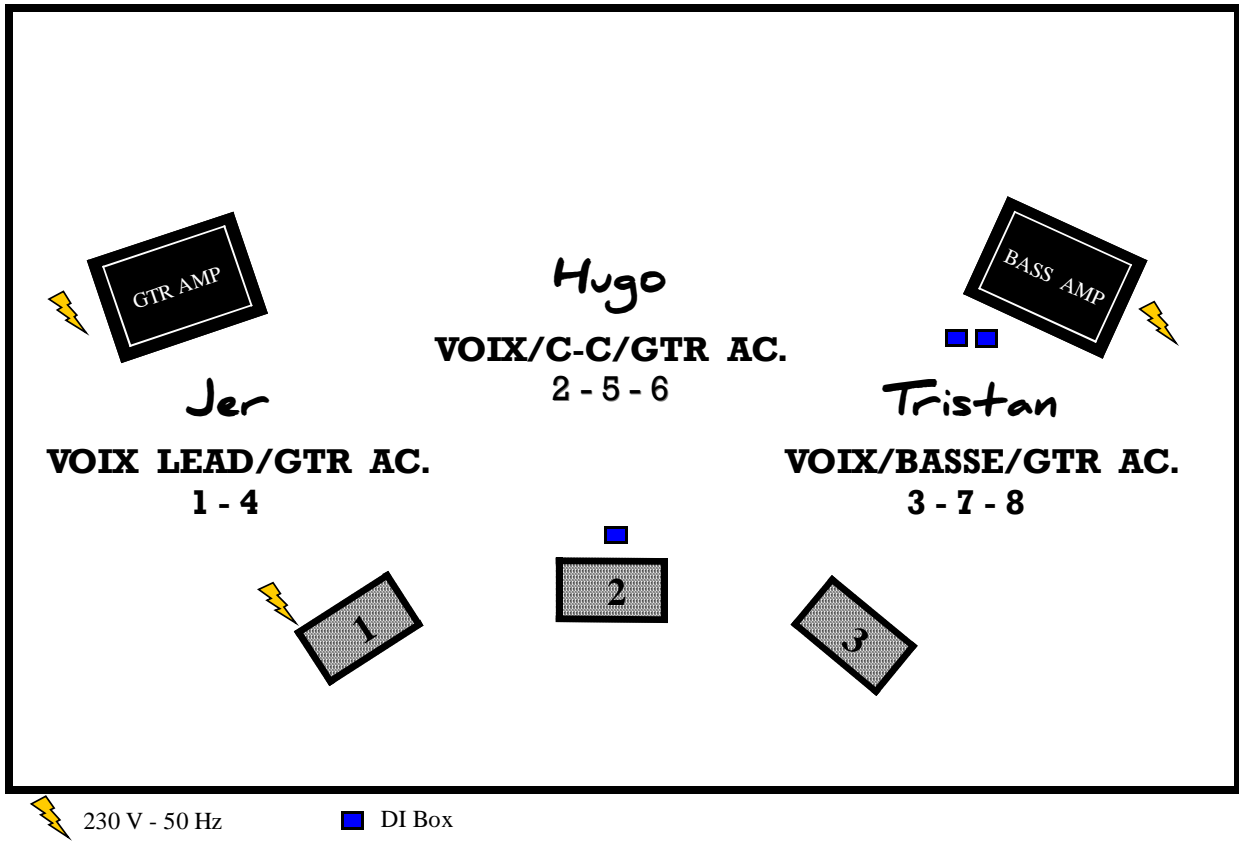 GTR AMP
BASS AMP
Hugo
VOIX/C-C/GTR AC.
2 - 5 - 6
Jer
VOIX LEAD/GTR AC.
1 - 4
Tristan
VOIX/BASSE/GTR AC.
3 - 7 - 8
1
2
3
230 V - 50 Hz
DI Box